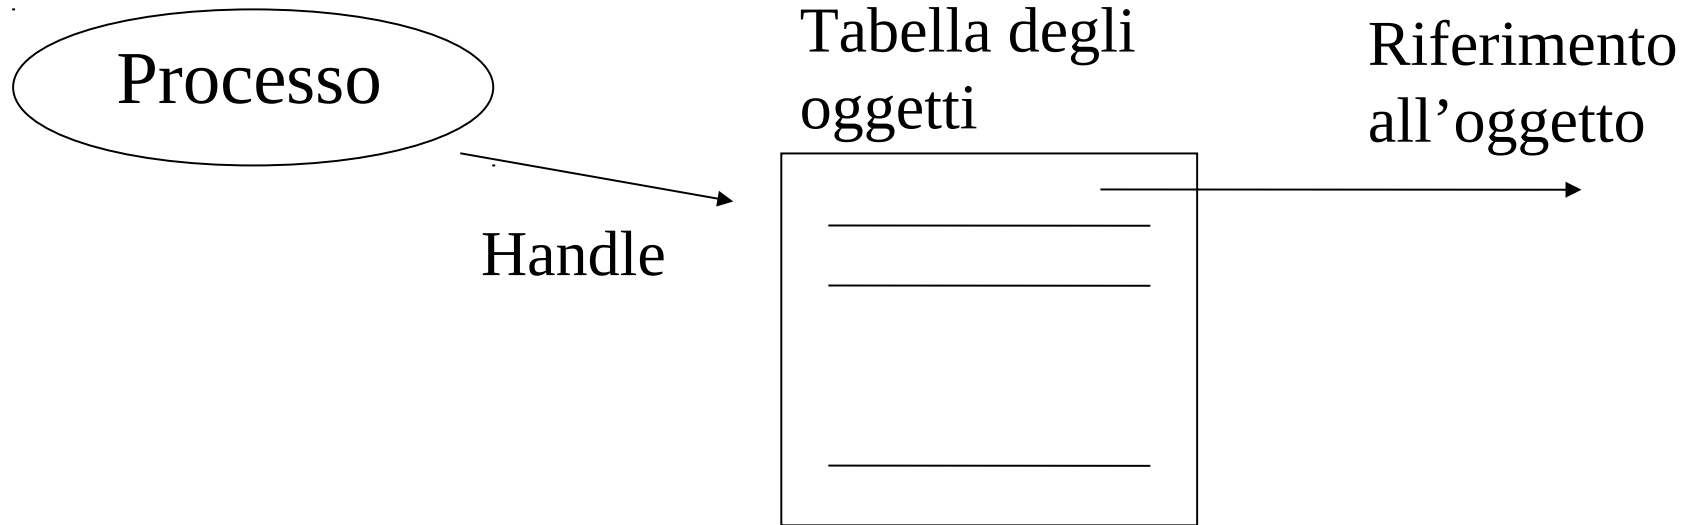 Processo
Tabella degli
oggetti
Riferimento
all’oggetto
Handle